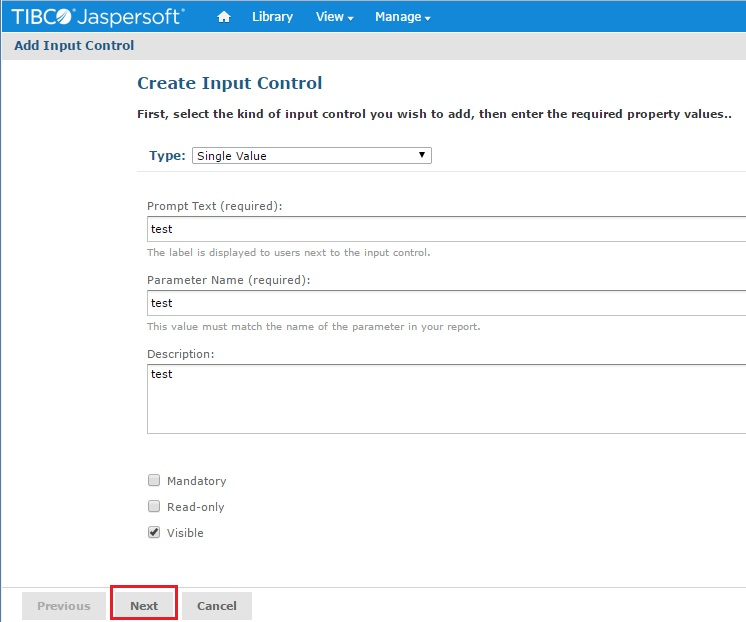 TIBCO Jaspersoft® Library View Manage
Add Input Control
Create Input Control
First, select the kind of input control you wish to add, then enter the required property values..
Type: Single Value
Prompt Text (required):
test
The label is displayed to users next to the input control.
Parameter Name (required):
test
This value must match the name of the parameter in your report.
Description:
test
Mandatory
Read-only
Visible
Previous Next Cancel